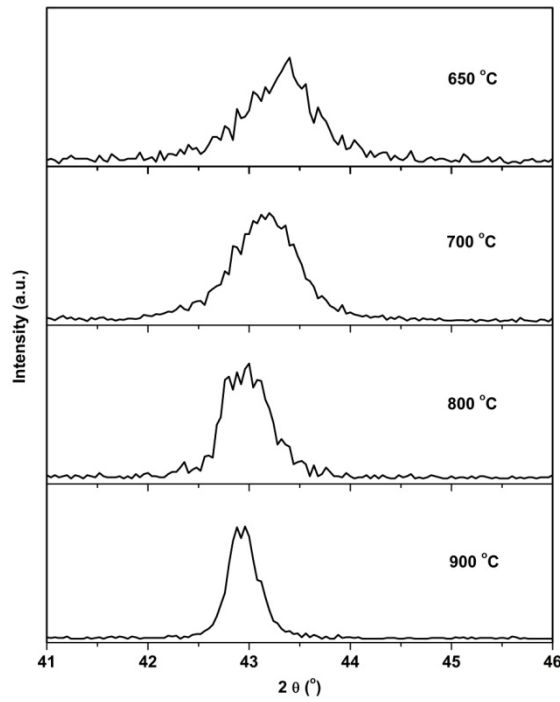 650 °C
700 °C
Intensity (a.u.)
800 °C
900 °C
41 42 43 44 45 46
2 θ (°)